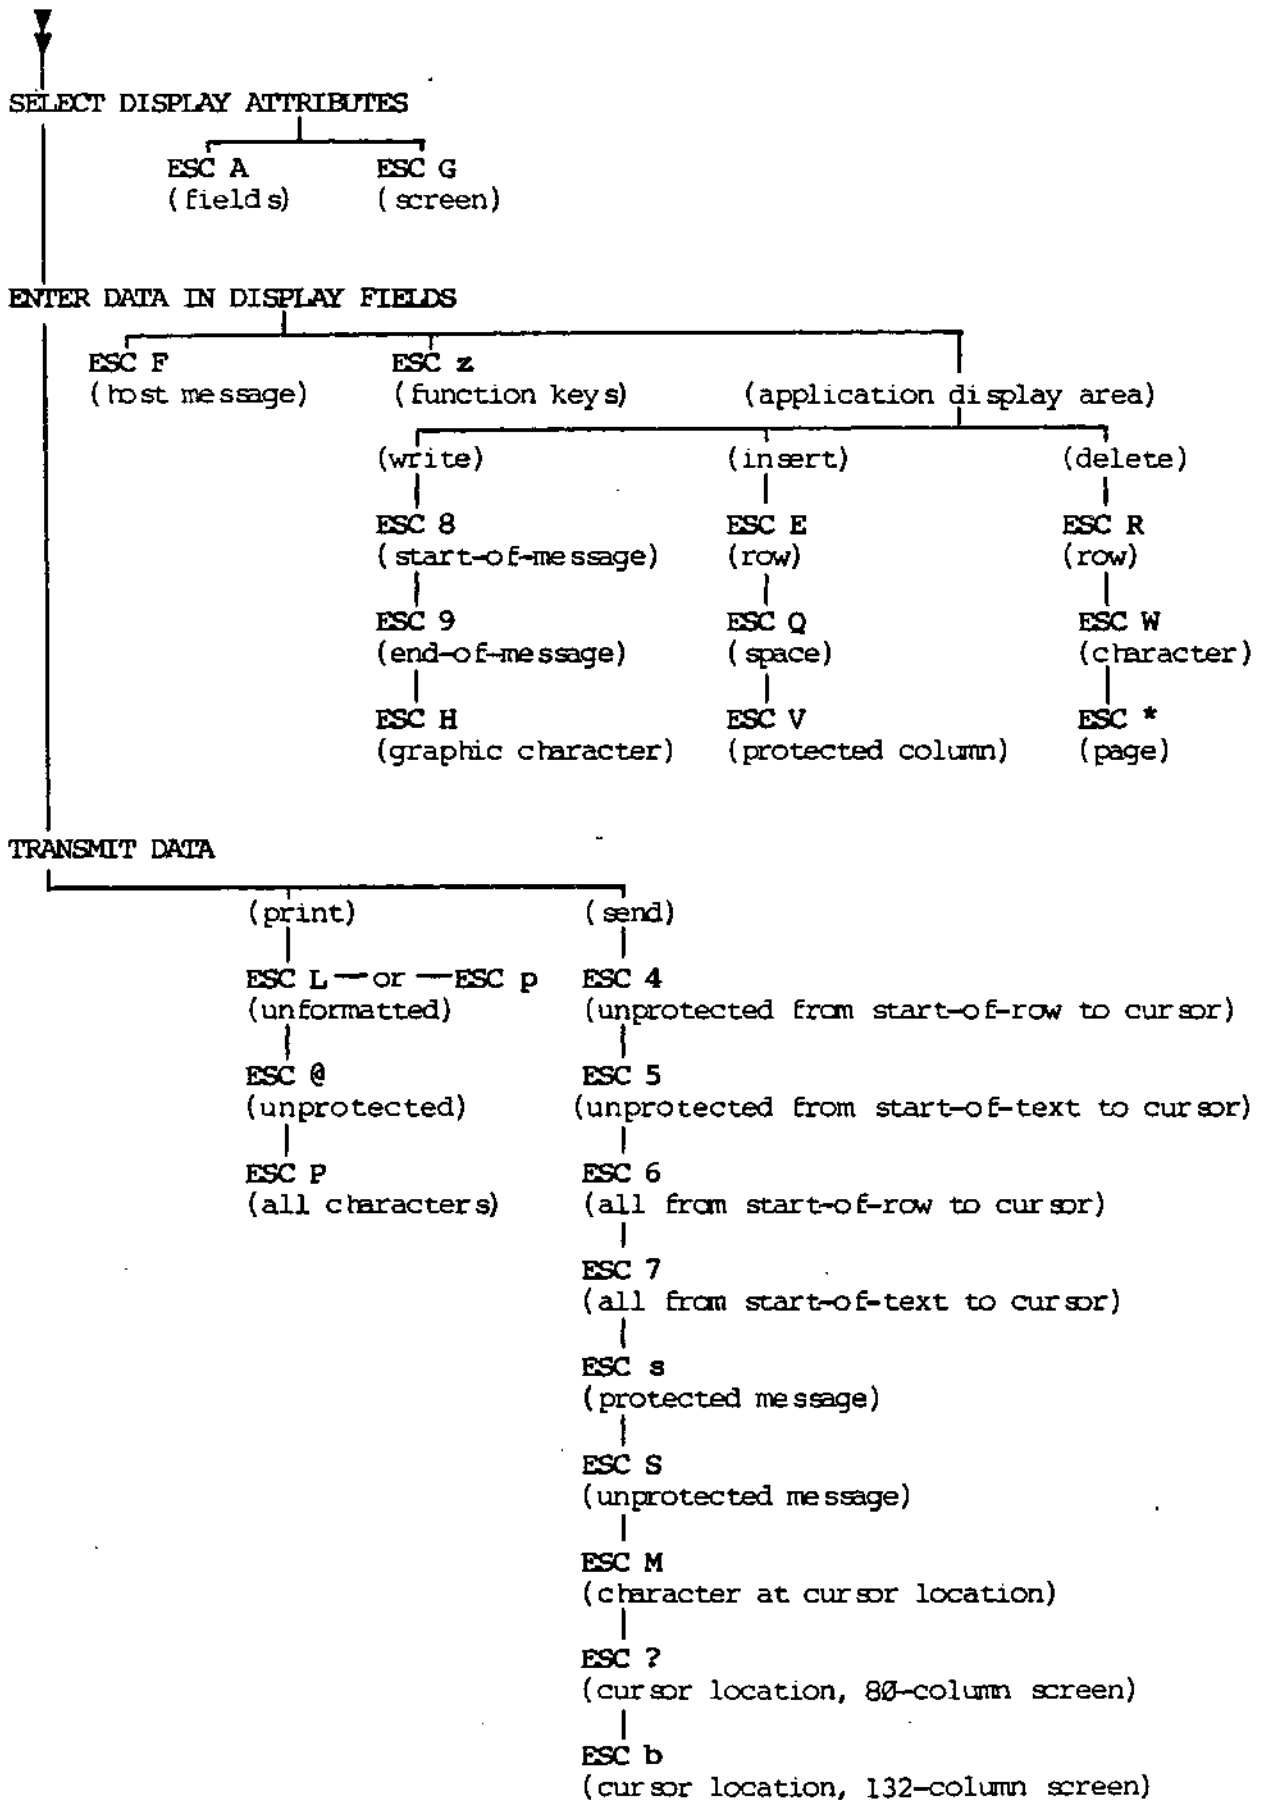 SELECT DISPLAY ATTRIBUTES
ESC A ESC G
(fields) (screen)
ENTER DATA IN DISPLAY FIELDS
ESC F ESC z
(host message) (function keys) (application display area)
(write) (insert) (delete)
ESC 8 ESC E ESC R
(start-of-message) (row) (row)
ESC 9 ESC Q ESC W
(end-of-message) (space) (character)
ESC H ESC V ESC *
(graphic character) (protected column) (page)
TRANSMIT DATA
(print) (send)
ESC L — or — ESC p ESC 4
(unformatted) (unprotected from start-of-row to cursor)
ESC @ ESC 5
(unprotected) (unprotected from start-of-text to cursor)
ESC P ESC 6
(all characters) (all from start-of-row to cursor)
ESC 7
(all from start-of-text to cursor)
ESC s
(protected message)
ESC S
(unprotected message)
ESC M
(character at cursor location)
ESC ?
(cursor location, 80-column screen)
ESC b
(cursor location, 132-column screen)